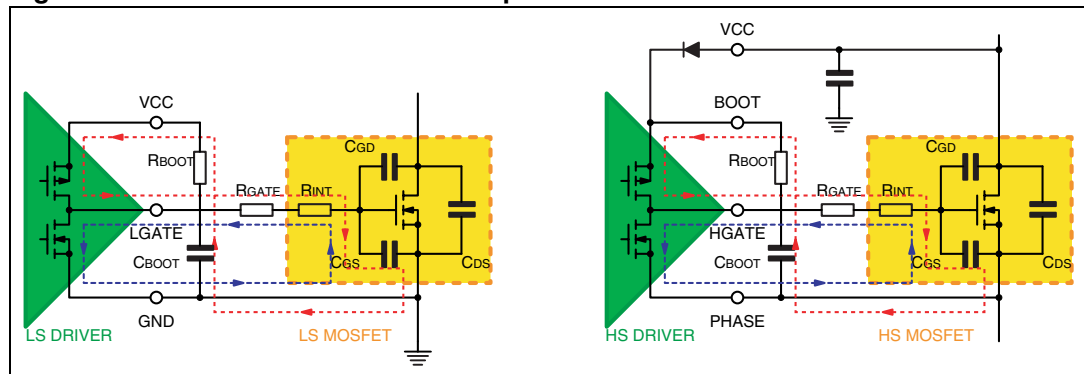 VCC
RBOOT
CGD
RGATE
RINT
LGATE
CBOOT
CGS
CDS
GND
LS DRIVER
LS MOSFET
VCC
BOOT
RBOOT
CGD
RGATE
RINT
HGATE
CBOOT
CGS
CDS
PHASE
HS DRIVER
HS MOSFET